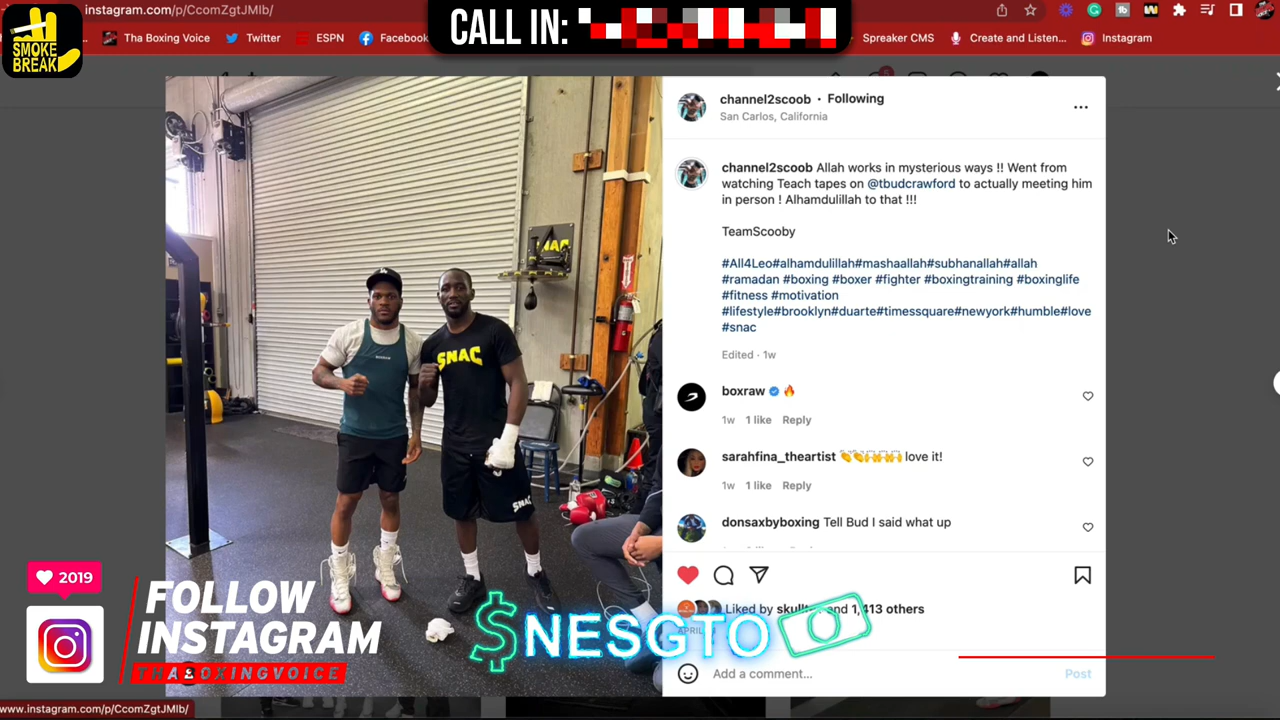 instagram.com/p/CcomZgtJMlb/
SMOKE
BREAK
CALL IN:
Tha Boxing Voice
Twitter
ESPN
Facebook
Spreaker CMS
Create and Listen...
Instagram
channel2scoob • Following
San Carlos, California
channel2scoob Allah works in mysterious ways !! Went from
watching Teach tapes on @tbudcrawford to actually meeting him
in person ! Alhamdulillah to that !!!
TeamScooby
#All4Leo#alhamdulillah#mashaallah#subhanallah#allah
#ramadan #boxing #boxer #fighter #boxingtraining #boxinglife
#fitness #motivation
#lifestyle#brooklyn#duarte#timessquare#newyork#humble#love
#snac
Edited · 1w
boxraw 🔥
1w 1 like Reply
sarahfina_theartist 👏👏🙌🙌🙌 love it!
1w 1 like Reply
donsaxbyboxing Tell Bud I said what up
Liked by and 1,413 others
APRIL
Add a comment...
Post
SNAC
SNAC
2019
FOLLOW
INSTAGRAM
THABOXINGVOICE
$NESGTO
www.instagram.com/p/CcomZgtJMlb/